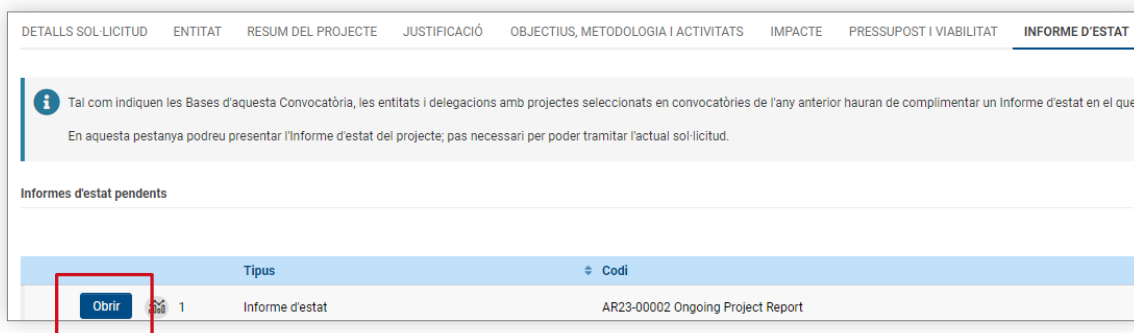 DETALLS SOL·LICITUD ENTITAT RESUM DEL PROJECTE JUSTIFICACIÓ OBJECTIUS, METODOLOGIA I ACTIVITATS IMPACTE PRESSUPOST I VIABILITAT INFORME D'ESTAT
Tal com indiquen les Bases d'aquesta Convocatòria, les entitats i delegacions amb projectes seleccionats en convocatòries de l'any anterior hauran de complimentar un Informe d'estat en el que
En aquesta pestanya podreu presentar l'Informe d'estat del projecte; pas necessari per poder tramitar l'actual sol·licitud.
Informes d'estat pendents
Tipus Codi
Obrir 1 Informe d'estat AR23-00002 Ongoing Project Report